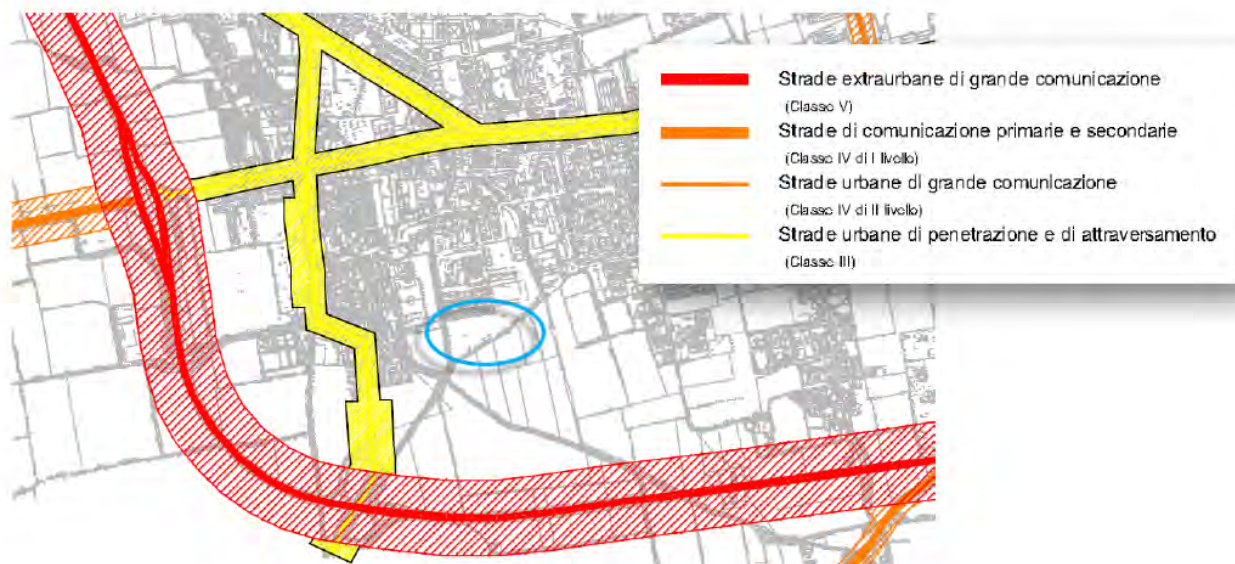 Strade extraurbane di grande comunicazione
(Classe V)
Strade di comunicazione primarie e secondarie
(Classe IV di I livello)
Strade urbane di grande comunicazione
(Classe IV di II livello)
Strade urbane di penetrazione e di attraversamento
(Classe III)